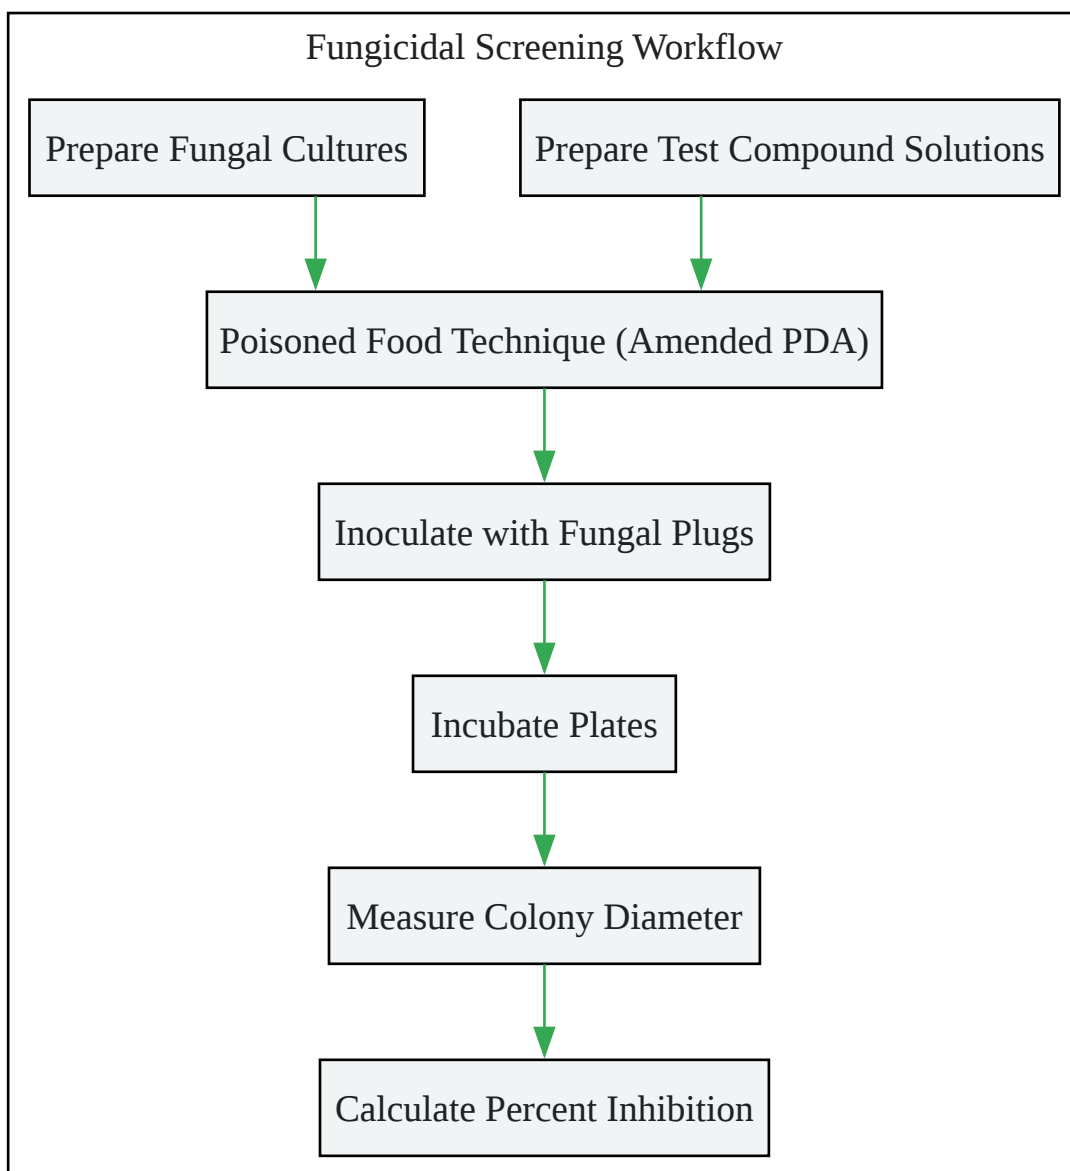 Fungicidal Screening Workflow
Prepare Fungal Cultures
Prepare Test Compound Solutions
Poisoned Food Technique (Amended PDA)
Inoculate with Fungal Plugs
Incubate Plates
Measure Colony Diameter
Calculate Percent Inhibition